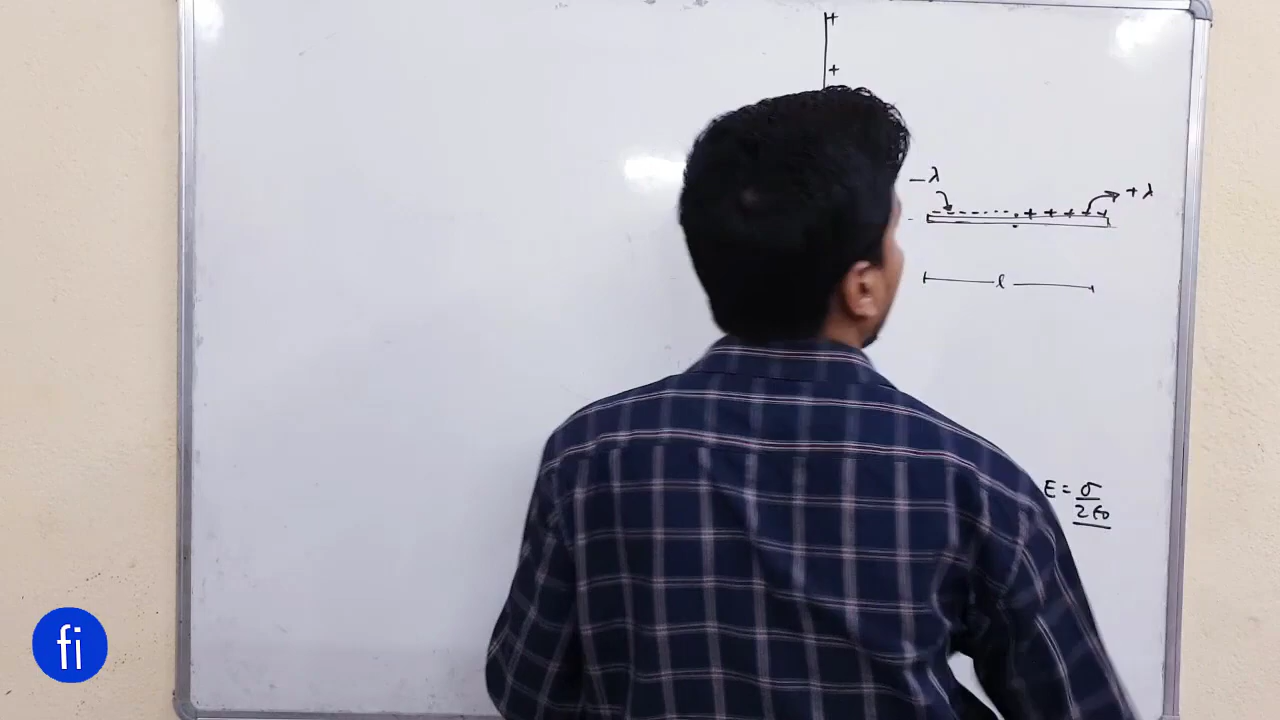 +
+
−λ
+λ
- - - - - - - + + + + +
l
E = σ / 2ε₀
fi